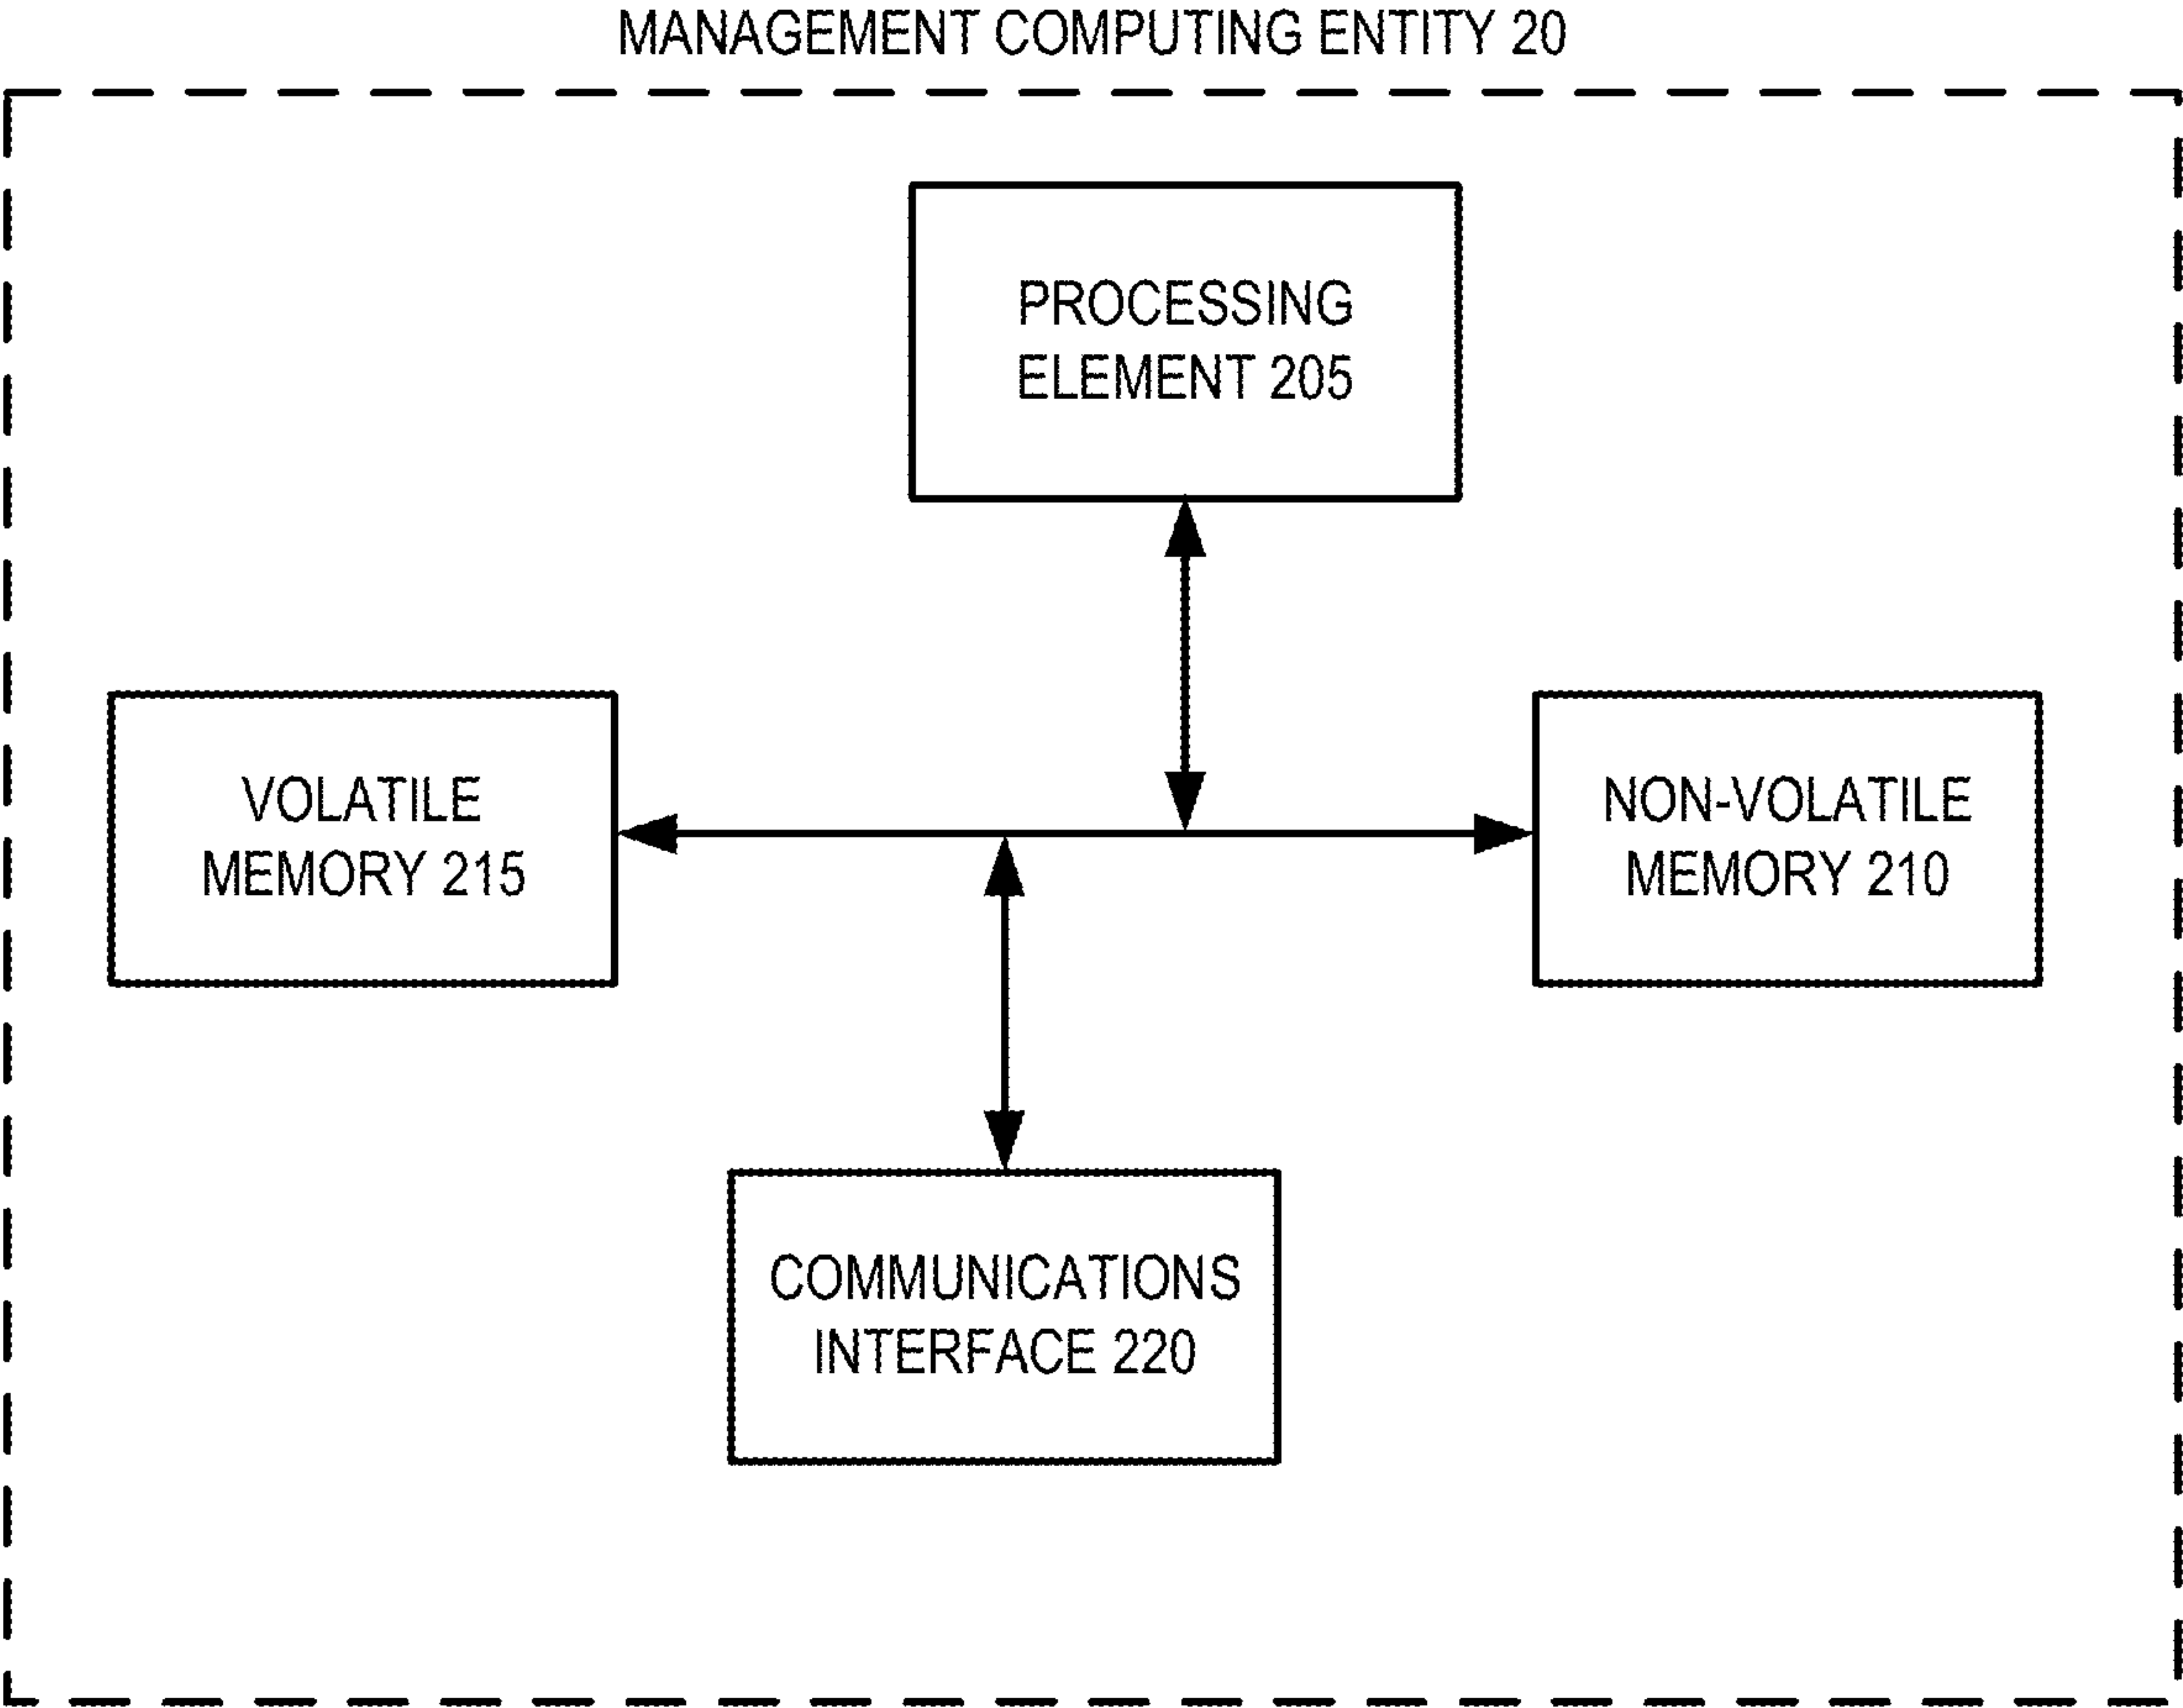 MANAGEMENT COMPUTING ENTITY 20
PROCESSING
ELEMENT 205
VOLATILE
MEMORY 215
NON-VOLATILE
MEMORY 210
COMMUNICATIONS
INTERFACE 220